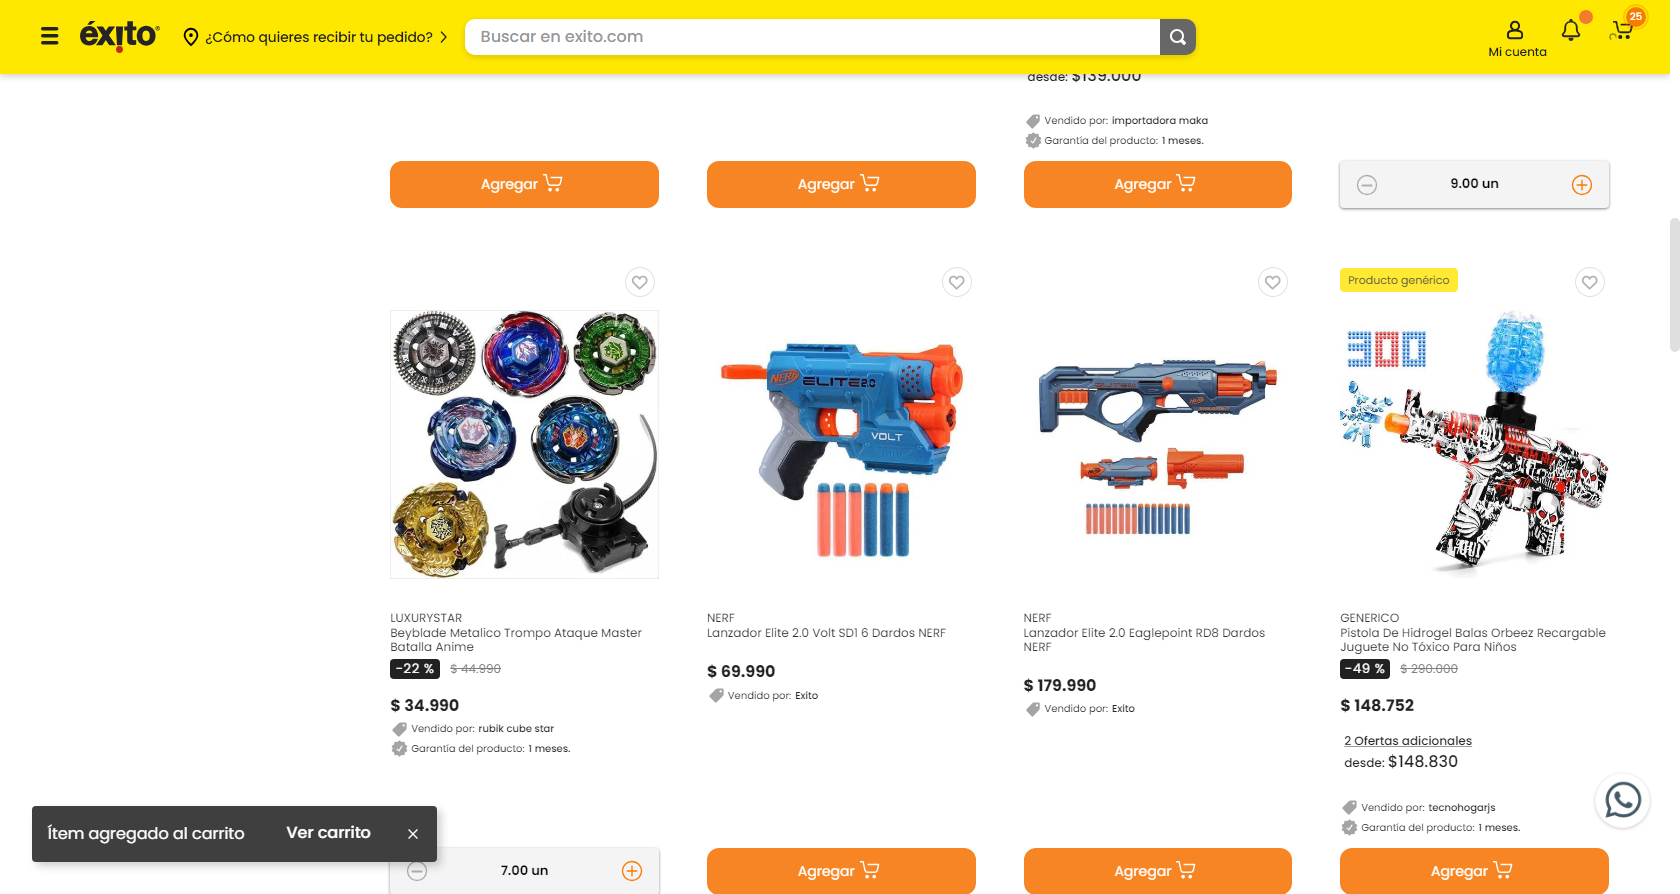 éxito
¿Cómo quieres recibir tu pedido?
Buscar en exito.com
Mi cuenta
25
desde: $139.000
Vendido por: importadora maka
Garantía del producto: 1 meses.
Agregar
Agregar
Agregar
9.00 un
Producto genérico
NERF ELITE 2.0
VOLT
300
LUXURYSTAR
Beyblade Metalico Trompo Ataque Master
Batalla Anime
-22 %
$ 44.990
$ 34.990
Vendido por: rubik cube star
Garantía del producto: 1 meses.
NERF
Lanzador Elite 2.0 Volt SD1 6 Dardos NERF
$ 69.990
Vendido por: Exito
NERF
Lanzador Elite 2.0 Eaglepoint RD8 Dardos
NERF
$ 179.990
Vendido por: Exito
GENERICO
Pistola De Hidrogel Balas Orbeez Recargable
Juguete No Tóxico Para Niños
-49 %
$ 290.000
$ 148.752
2 Ofertas adicionales
desde: $148.830
Vendido por: tecnohogarjs
Garantía del producto: 1 meses.
Ítem agregado al carrito
Ver carrito
7.00 un
Agregar
Agregar
Agregar